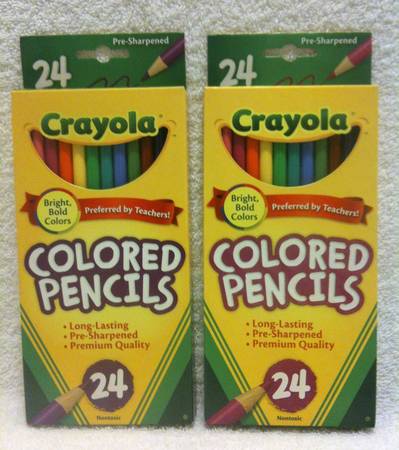 Pre-Sharpened
24
Crayola
Bright,
Bold
Colors
Preferred by Teachers!
COLORED
PENCILS
• Long-Lasting
• Pre-Sharpened
• Premium Quality
24
Nontoxic
Pre-Sharpened
24
Crayola
Bright,
Bold
Colors
Preferred by Teachers!
COLORED
PENCILS
• Long-Lasting
• Pre-Sharpened
• Premium Quality
24
Nontoxic